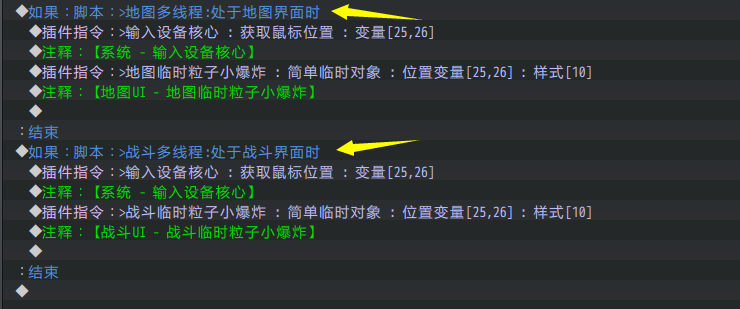 ◆如果：脚本：>地图多线程:处于地图界面时
◆插件指令：>输入设备核心 : 获取鼠标位置 : 变量[25,26]
◆注释：【系统 - 输入设备核心】
◆插件指令：>地图临时粒子小爆炸 : 简单临时对象 : 位置变量[25,26] : 样式[10]
◆注释：【地图UI - 地图临时粒子小爆炸】
◆
：结束
◆如果：脚本：>战斗多线程:处于战斗界面时
◆插件指令：>输入设备核心 : 获取鼠标位置 : 变量[25,26]
◆注释：【系统 - 输入设备核心】
◆插件指令：>战斗临时粒子小爆炸 : 简单临时对象 : 位置变量[25,26] : 样式[10]
◆注释：【战斗UI - 战斗临时粒子小爆炸】
◆
：结束
◆